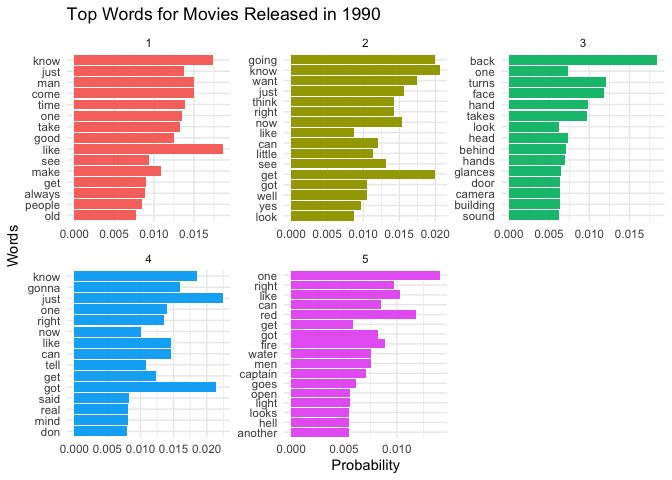 Top Words for Movies Released in 1990
1
know
just
man
come
time
one
take
good
like
see
make
get
always
people
old
0.000 0.005 0.010 0.015
2
going
know
want
just
think
right
now
like
can
little
see
get
got
well
yes
look
0.000 0.005 0.010 0.015 0.020
3
back
one
turns
face
hand
takes
look
head
behind
hands
glances
door
camera
building
sound
0.000 0.005 0.010 0.015
Words
4
know
gonna
just
one
right
now
like
can
tell
get
got
said
real
mind
don
0.000 0.005 0.010 0.015 0.020
5
one
right
like
can
red
get
got
fire
water
men
captain
goes
open
light
looks
hell
another
0.000 0.005 0.010
Probability